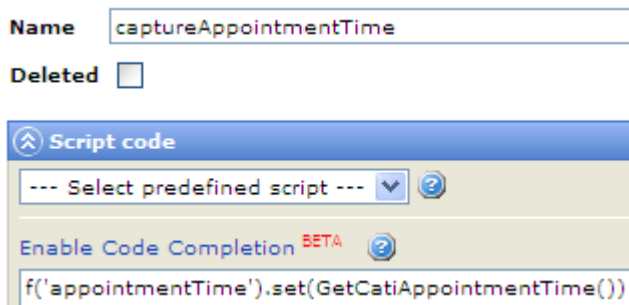 Name captureAppointmentTime
Deleted
Script code
--- Select predefined script ---
Enable Code Completion BETA
f('appointmentTime').set(GetCatiAppointmentTime())